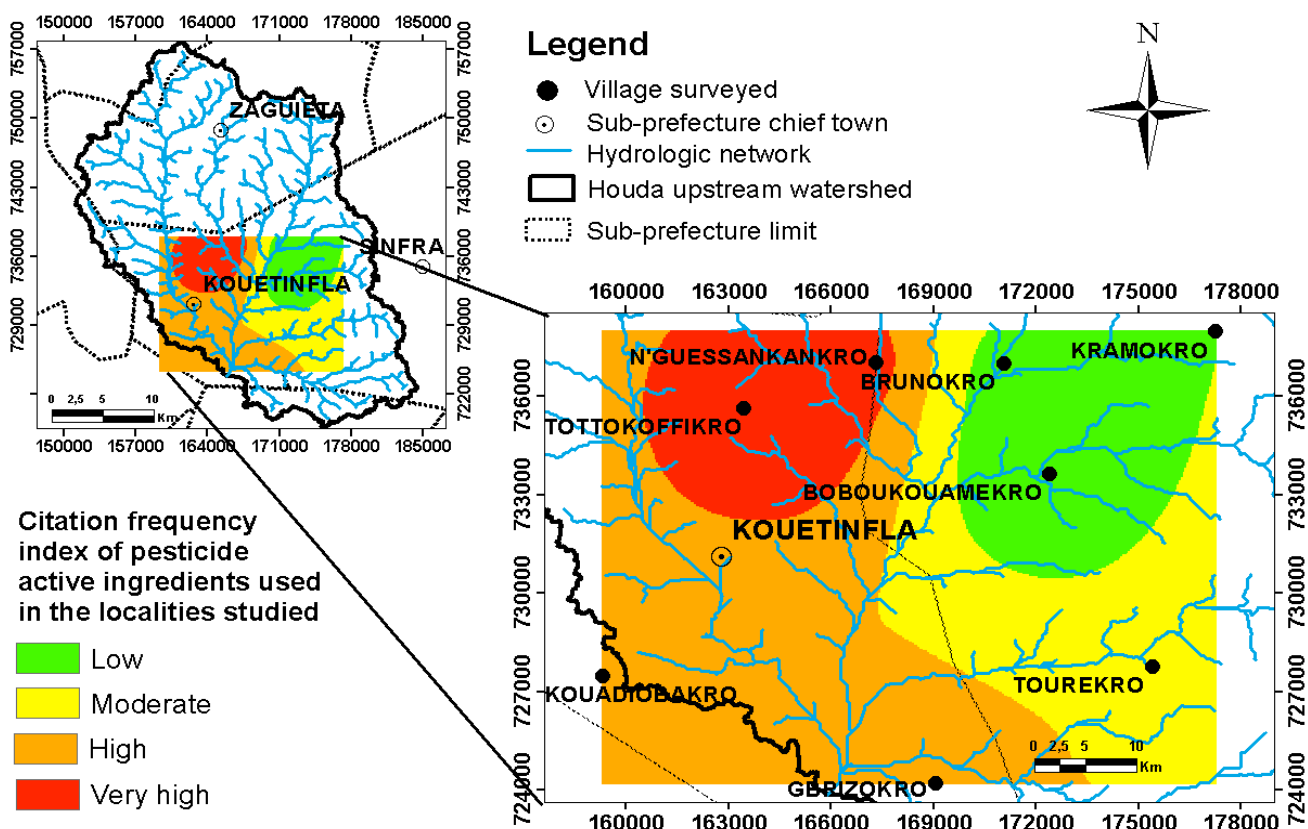 150000 157000 164000 171000 178000 185000
757000
750000
743000
736000
729000
722000
757000
750000
743000
736000
729000
722000
ZAGUIETA
SINFRA
KOUETINFLA
0 2,5 5 10
Km
150000 157000 164000 171000 178000 185000
Legend
Village surveyed
Sub-prefecture chief town
Hydrologic network
Houda upstream watershed
Sub-prefecture limit
N
160000 163000 166000 169000 172000 175000 178000
736000
733000
730000
727000
724000
736000
733000
730000
727000
724000
N'GUESSANKANKRO
KRAMOKRO
BRUNOKRO
TOTTOKOFFIKRO
BOBOUKOUAMEKRO
KOUETINFLA
TOUREKRO
KOUADIOBAKRO
GBRIZOKRO
0 2,5 5 10
Km
160000 163000 166000 169000 172000 175000 178000
Citation frequency
index of pesticide
active ingredients used
in the localities studied
Low
Moderate
High
Very high